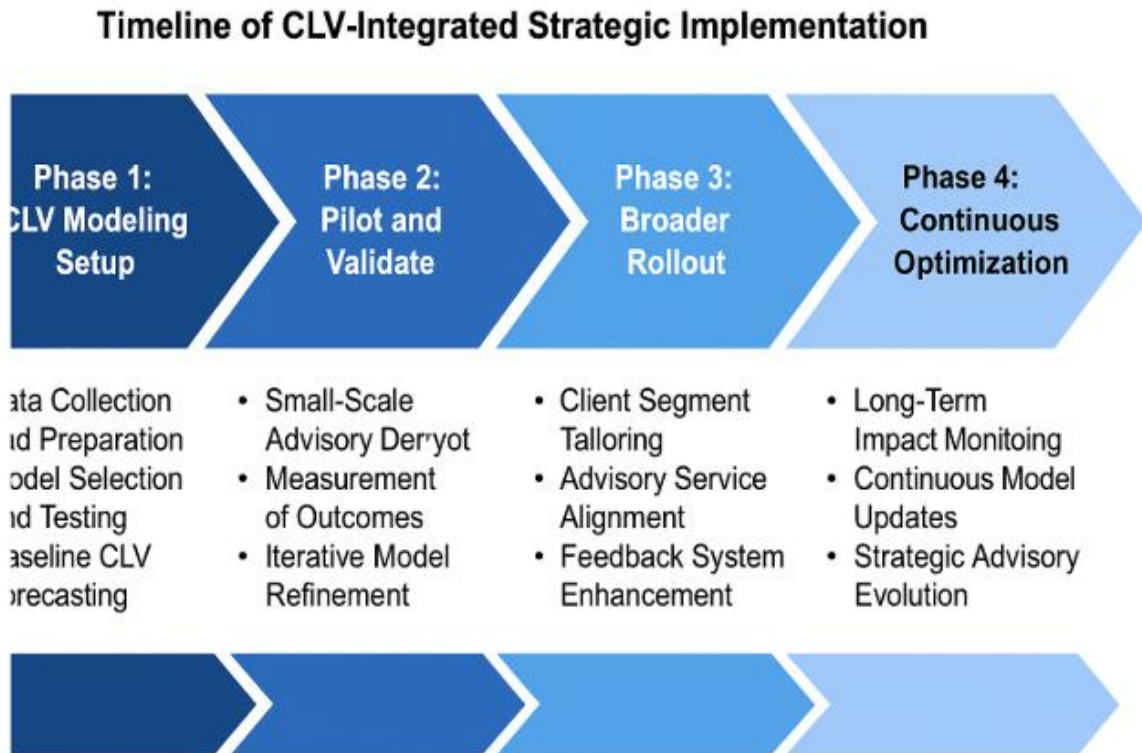 Timeline of CLV-Integrated Strategic Implementation
Phase 1:
CLV Modeling
Setup
Phase 2:
Pilot and
Validate
Phase 3:
Broader
Rollout
Phase 4:
Continuous
Optimization
ata Collection
nd Preparation
odel Selection
nd Testing
aseline CLV
orecasting
• Small-Scale
Advisory
• Measurement
of Outcomes
• Iterative Model
Refinement
• Client Segment
Talloring
• Advisory Service
Alignment
• Feedback System
Enhancement
• Long-Term
Impact Monitoing
• Continuous Model
Updates
• Strategic Advisory
Evolution